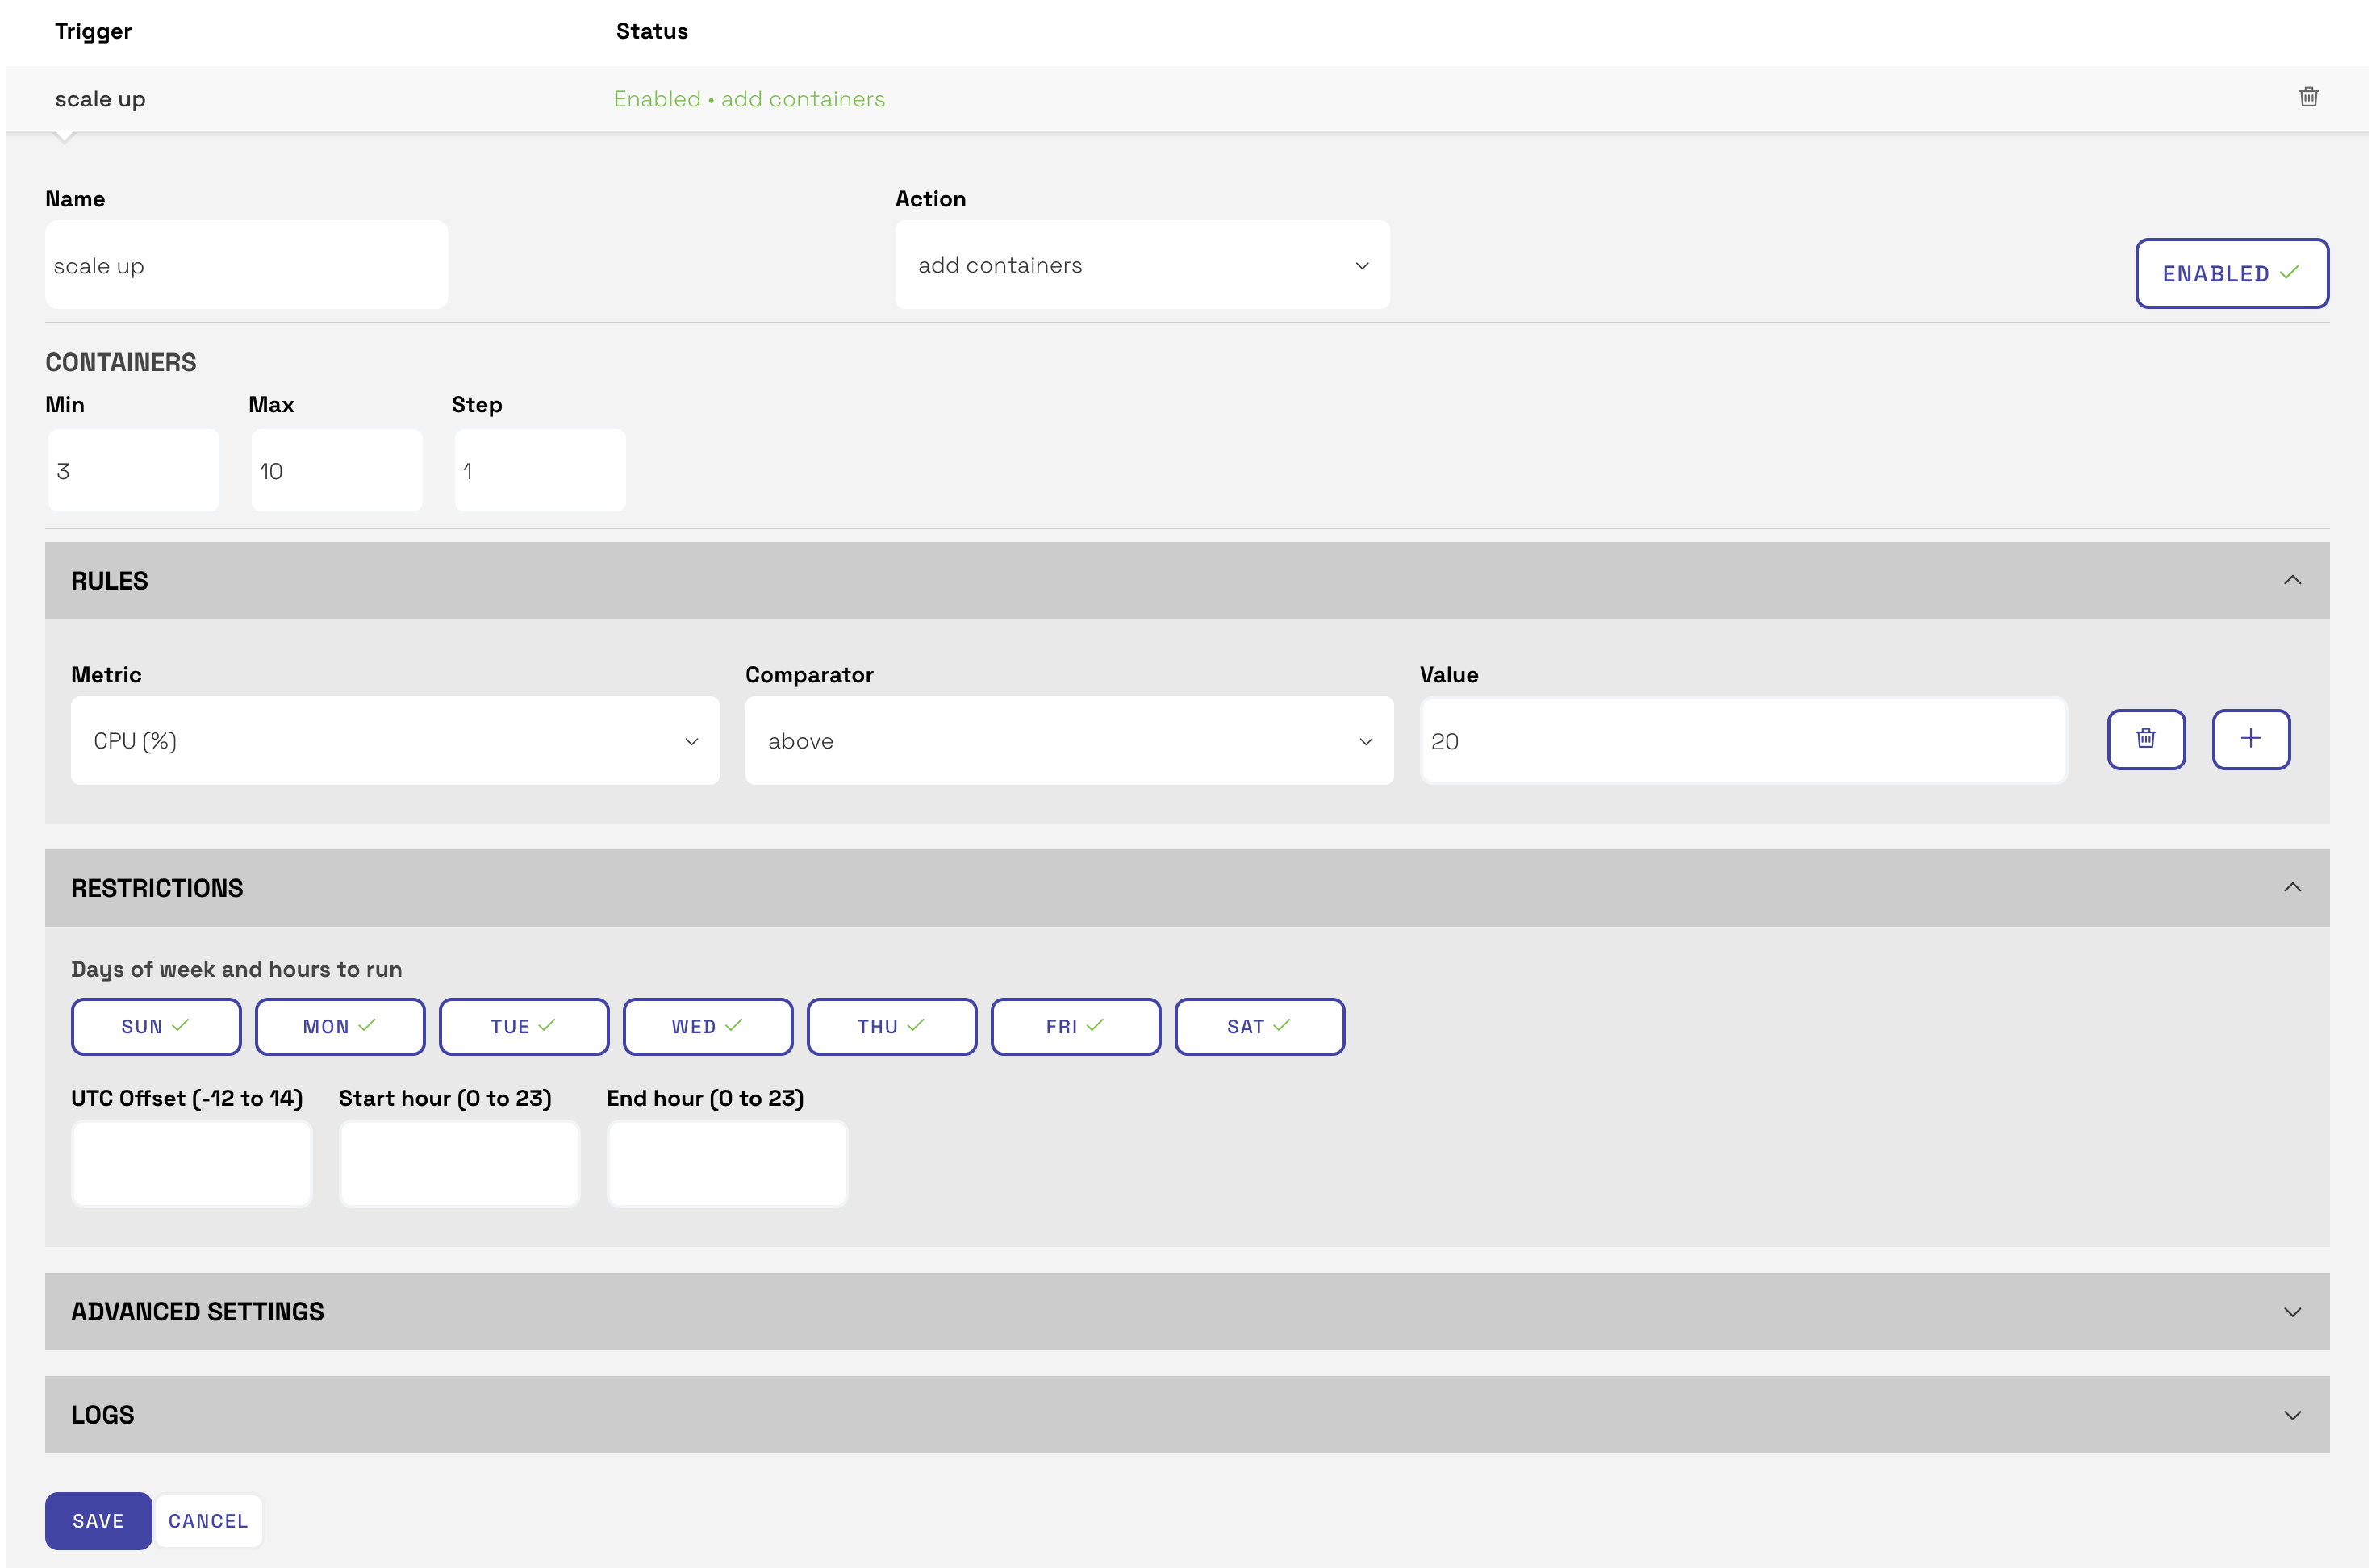 Trigger Status
scale up Enabled • add containers
Name Action
scale up add containers ENABLED
CONTAINERS
Min Max Step
3 10 1
RULES
Metric Comparator Value
CPU (%) above 20
RESTRICTIONS
Days of week and hours to run
SUN MON TUE WED THU FRI SAT
UTC Offset (-12 to 14) Start hour (0 to 23) End hour (0 to 23)
ADVANCED SETTINGS
LOGS
SAVE CANCEL